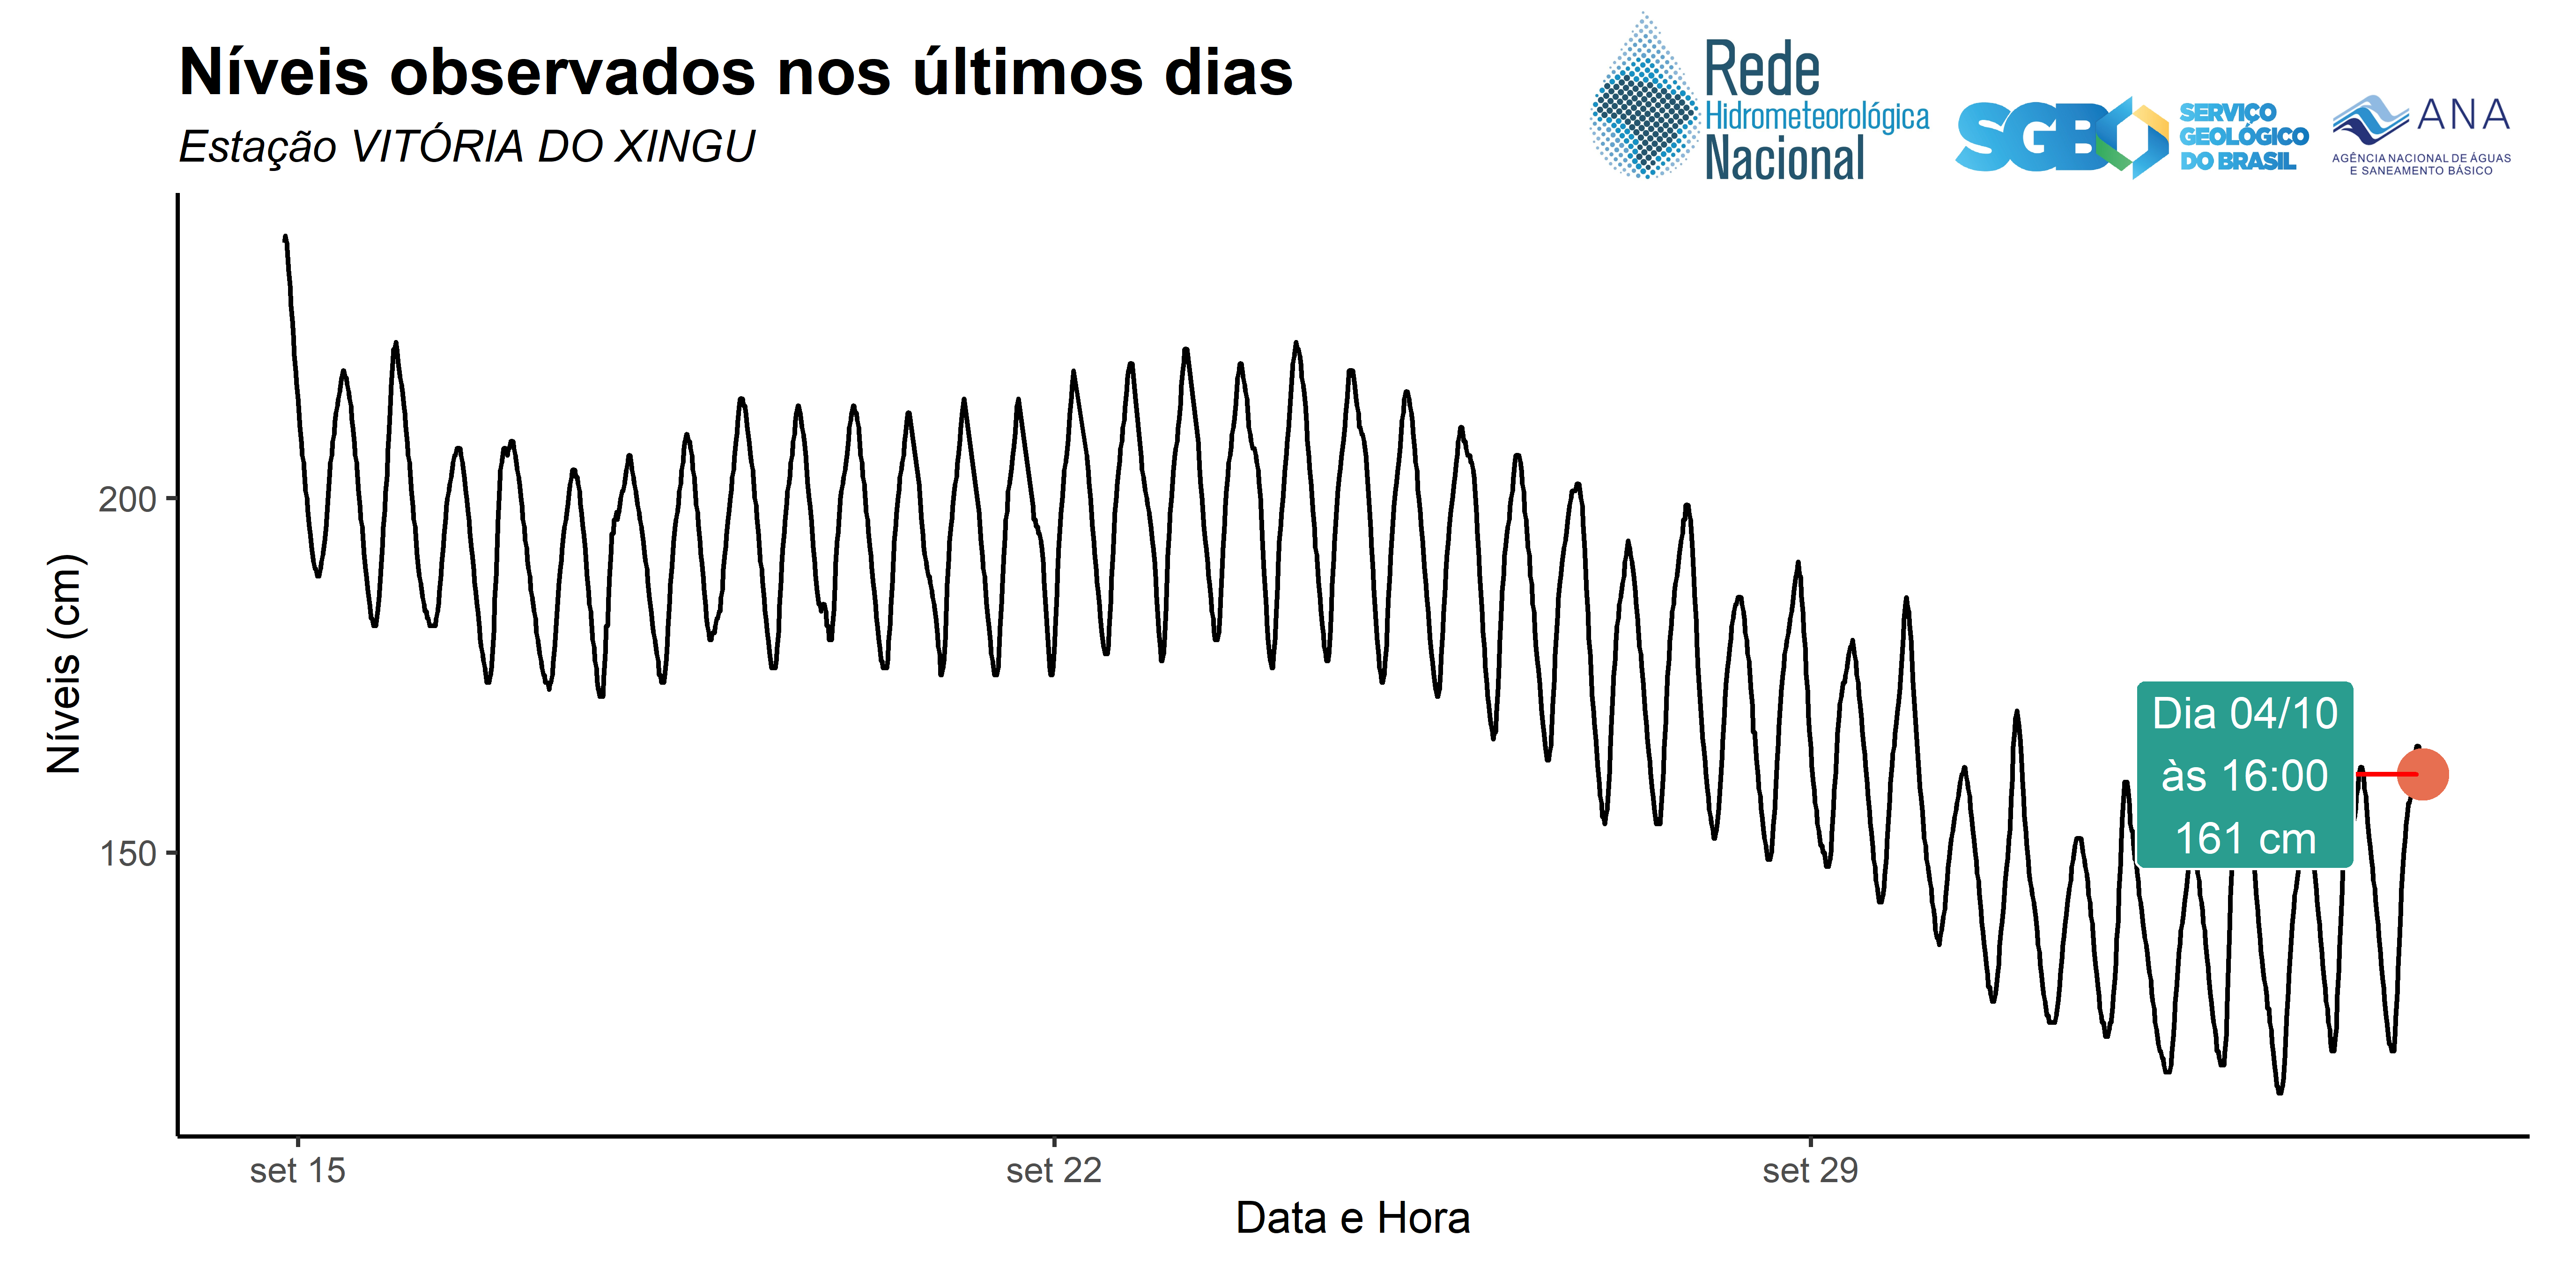 Níveis observados nos últimos dias
Estação VITÓRIA DO XINGU
Rede
Hidrometeorológica
Nacional
SGB
SERVIÇO
GEOLÓGICO
DO BRASIL
ANA
AGÊNCIA NACIONAL DE ÁGUAS
E SANEAMENTO BÁSICO
Níveis (cm)
200
150
Dia 04/10
às 16:00
161 cm
set 15
set 22
set 29
Data e Hora